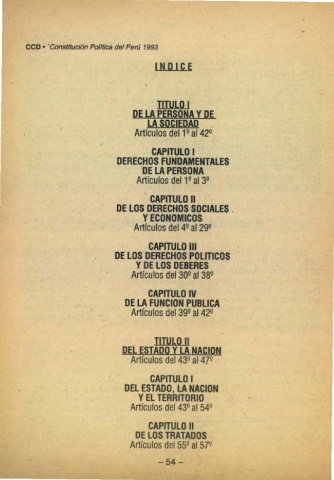 CCD • Constitución Política del Perú 1993
INDICE
TITULO I
DE LA PERSONA Y DE
LA SOCIEDAD
Artículos del 1º al 42º
CAPITULO I
DERECHOS FUNDAMENTALES
DE LA PERSONA
Artículos del 1º al 3º
CAPITULO II
DE LOS DERECHOS SOCIALES
Y ECONOMICOS
Artículos del 4º al 29º
CAPITULO III
DE LOS DERECHOS POLITICOS
Y DE LOS DEBERES
Artículos del 30º al 38º
CAPITULO IV
DE LA FUNCION PUBLICA
Artículos del 39º al 42º
TITULO II
DEL ESTADO Y LA NACION
Artículos del 43º al 47º
CAPITULO I
DEL ESTADO, LA NACION
Y EL TERRITORIO
Artículos del 43º al 54º
CAPITULO II
DE LOS TRATADOS
Artículos del 55º al 57º
– 54 –